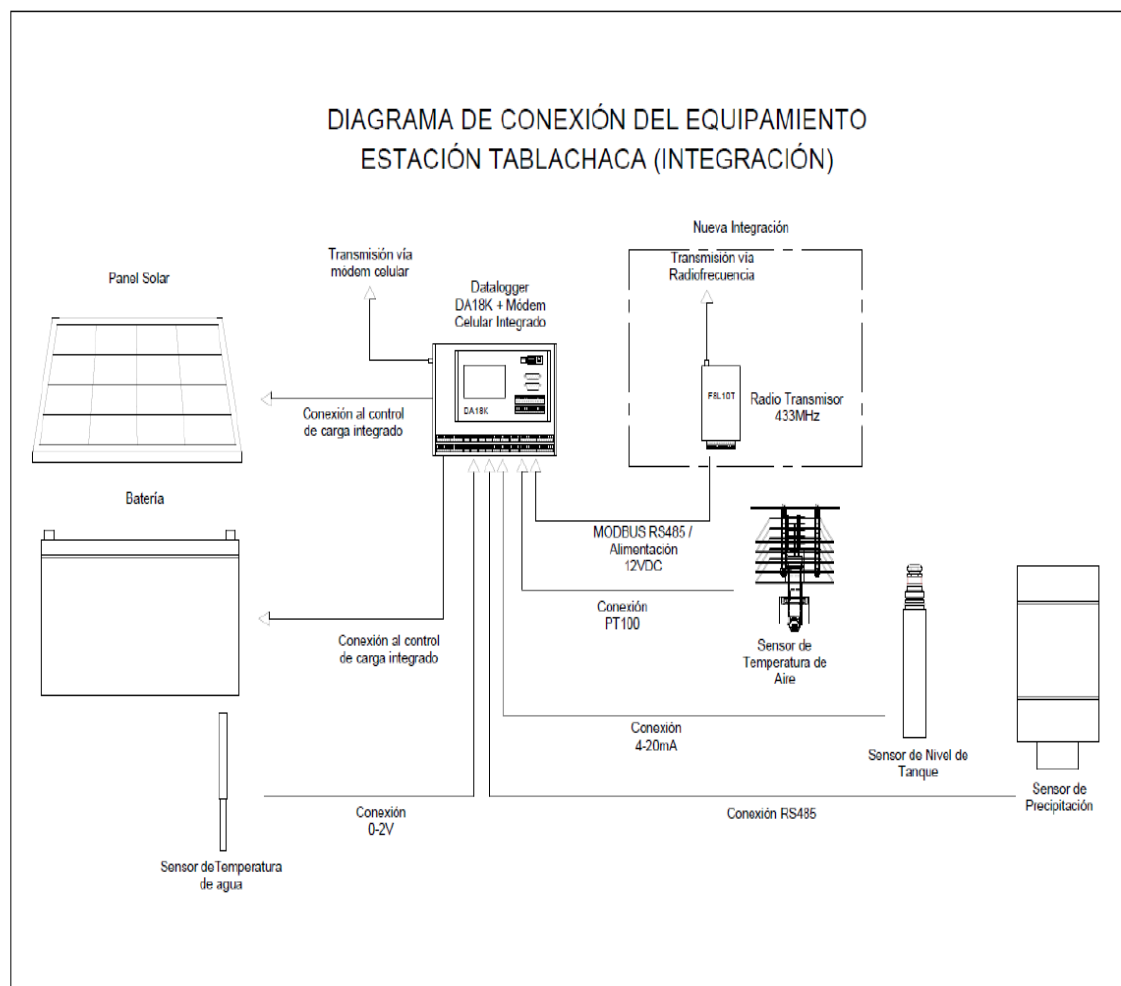 DIAGRAMA DE CONEXIÓN DEL EQUIPAMIENTO
ESTACIÓN TABLACHACA (INTEGRACIÓN)
Nueva Integración
Transmisión vía
módem celular
Transmisión vía
Radiofrecuencia
Panel Solar
Datalogger
DA18K + Módem
Celular Integrado
F8L10T
Radio Transmisor
433MHz
DA18K
Conexión al control
de carga integrado
Batería
MODBUS RS485 /
Alimentación
12VDC
Conexión
PT100
Conexión al control
de carga integrado
Sensor de
Temperatura de
Aire
Conexión
4-20mA
Sensor de Nivel de
Tanque
Sensor de
Precipitación
Conexión
0-2V
Conexión RS485
Sensor deTemperatura
de agua